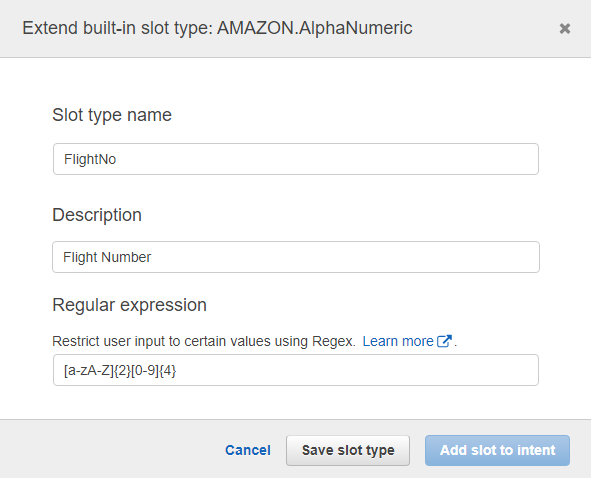 Extend built-in slot type: AMAZON.AlphaNumeric
Slot type name
FlightNo
Description
Flight Number
Regular expression
Restrict user input to certain values using Regex. Learn more.
[a-zA-Z]{2}[0-9]{4}
Cancel Save slot type Add slot to intent